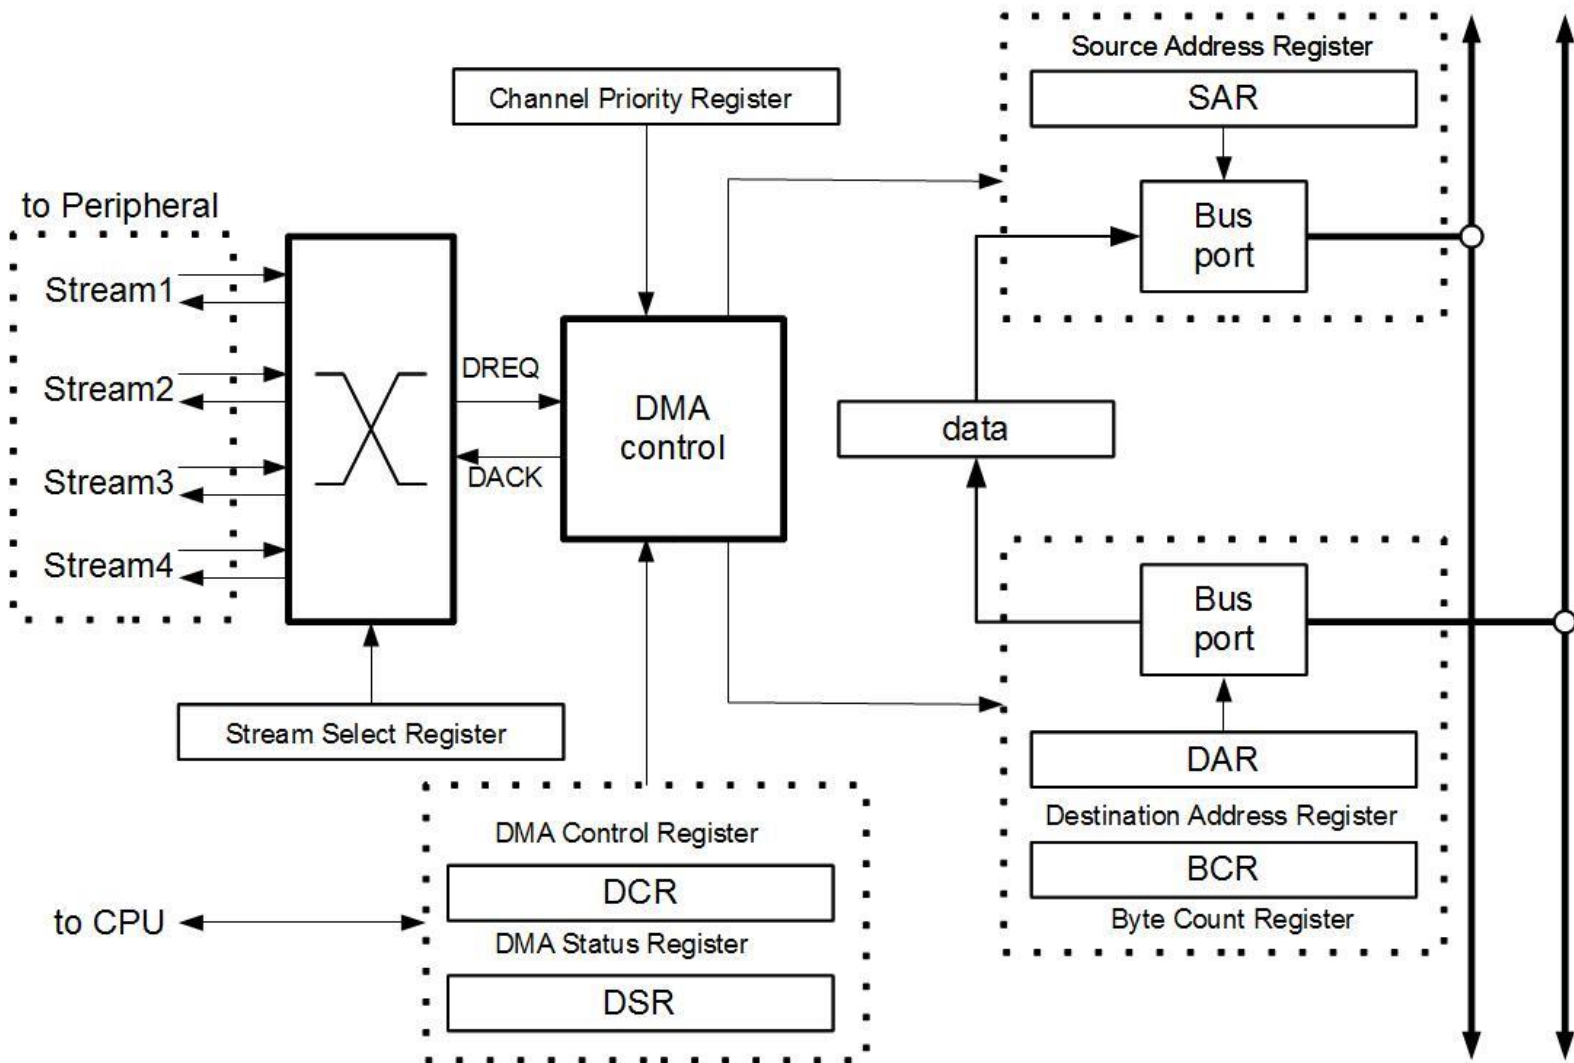 Source Address Register
SAR
Channel Priority Register
to Peripheral
Bus
port
Stream1
Stream2
DREQ
DMA
control
data
Stream3
DACK
Stream4
Bus
port
Stream Select Register
DAR
Destination Address Register
DMA Control Register
BCR
DCR
to CPU
Byte Count Register
DMA Status Register
DSR